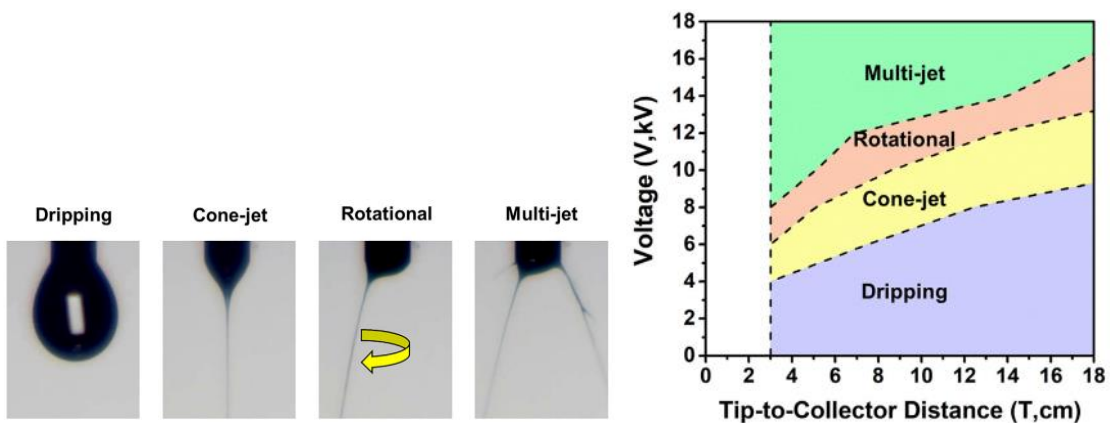 Dripping
Cone-jet
Rotational
Multi-jet
Voltage (V,kV)
18
16
14
12
10
8
6
4
2
0
Multi-jet
Rotational
Cone-jet
Dripping
0 2 4 6 8 10 12 14 16 18
Tip-to-Collector Distance (T,cm)